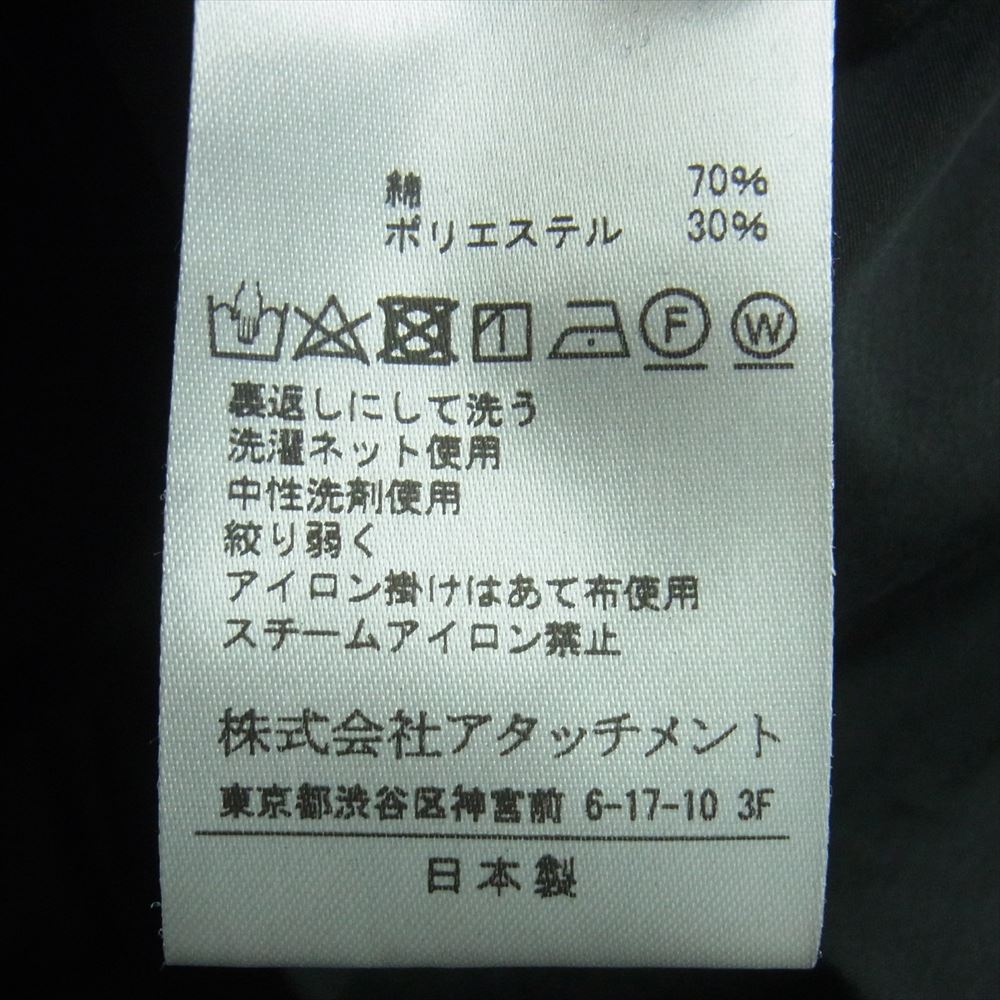 綿 70%
ポリエステル 30%
F W
裏返しにして洗う
洗濯ネット使用
中性洗剤使用
絞り弱く
アイロン掛けはあて布使用
スチームアイロン禁止
株式会社アタッチメント
東京都渋谷区神宮前 6-17-10 3F
日本製